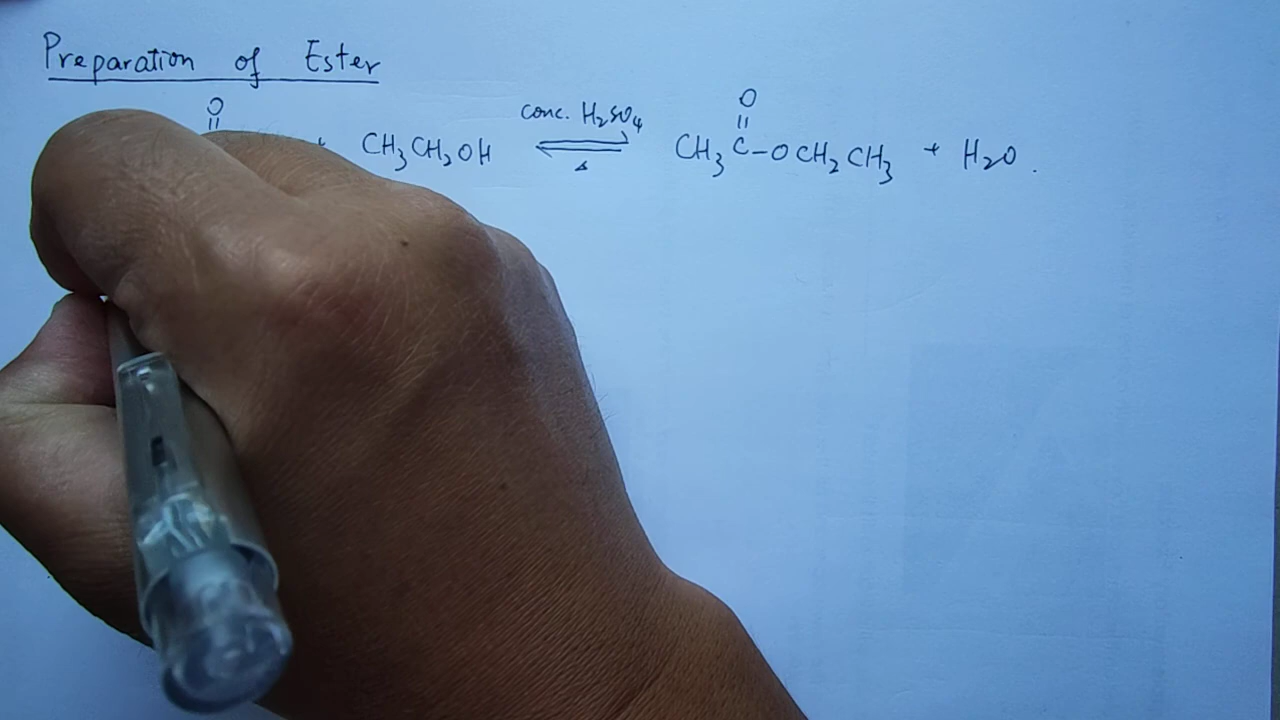 Preparation of Ester
O
||
+ CH₃CH₂OH ⇌ conc. H₂SO₄ Δ CH₃C(=O)-OCH₂CH₃ + H₂O.